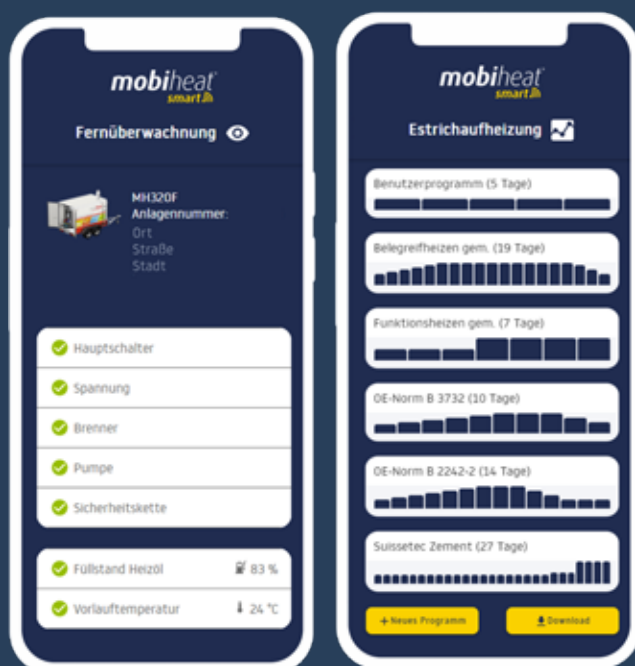 mobiheat
smart
Fernüberwachnung
MH320F
Anlagennummer:
Ort
Straße
Stadt
Hauptschalter
Spannung
Brenner
Pumpe
Sicherheitskette
Füllstand Heizöl 83 %
Vorlauftemperatur 24 °C
mobiheat
smart
Estrichaufheizung
Benutzerprogramm (5 Tage)
Belegreifheizen gem. (19 Tage)
Funktionsheizen gem. (7 Tage)
OE-Norm B 3732 (10 Tage)
OE-Norm B 2242-2 (14 Tage)
Suissetec Zement (27 Tage)
+ Neues Programm
Download